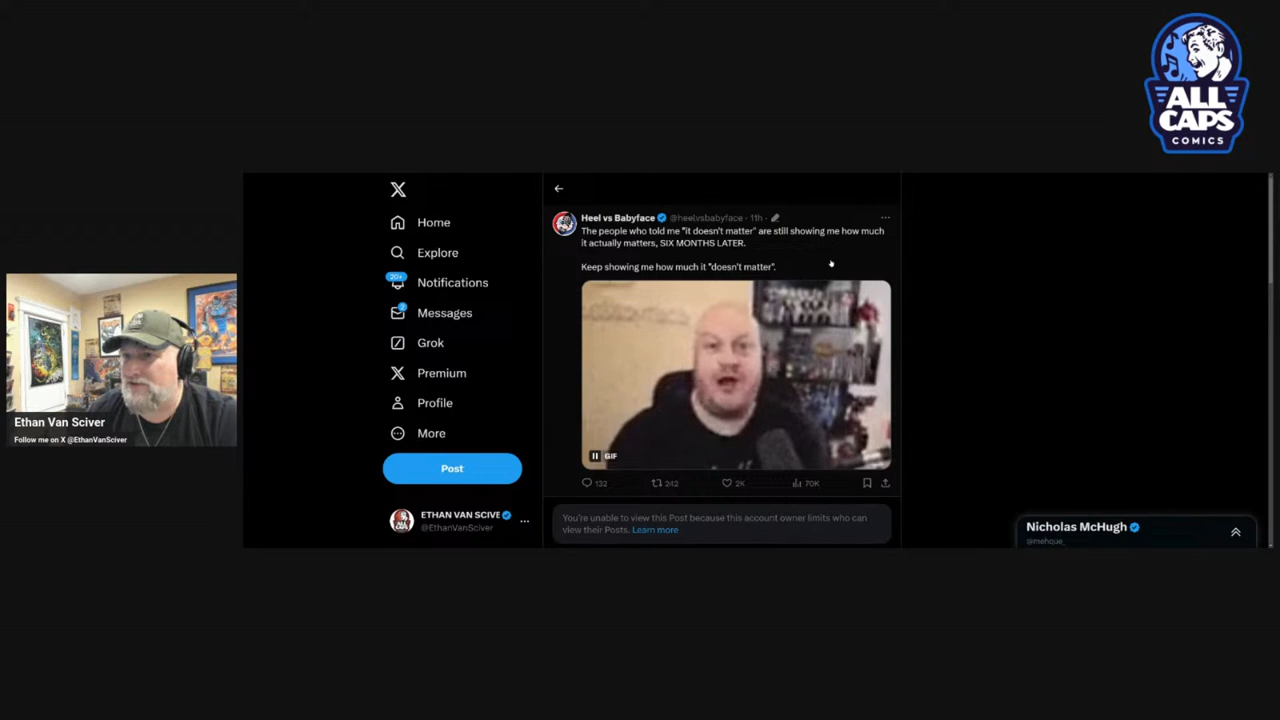 ALL
CAPS
COMICS
Home
Explore
20+
Notifications
2
Messages
Grok
Premium
Profile
More
Post
ETHAN VAN SCIVE
@EthanVanSciver
Heel vs Babyface @heelvsbabyface · 11h ·
The people who told me "it doesn't matter" are still showing me how much
it actually matters, SIX MONTHS LATER.
Keep showing me how much it "doesn't matter".
GIF
132 242 2K 70K
You're unable to view this Post because this account owner limits who can
view their Posts. Learn more
Ethan Van Sciver
Follow me on X @EthanVanSciver
Nicholas McHugh
@mehque_